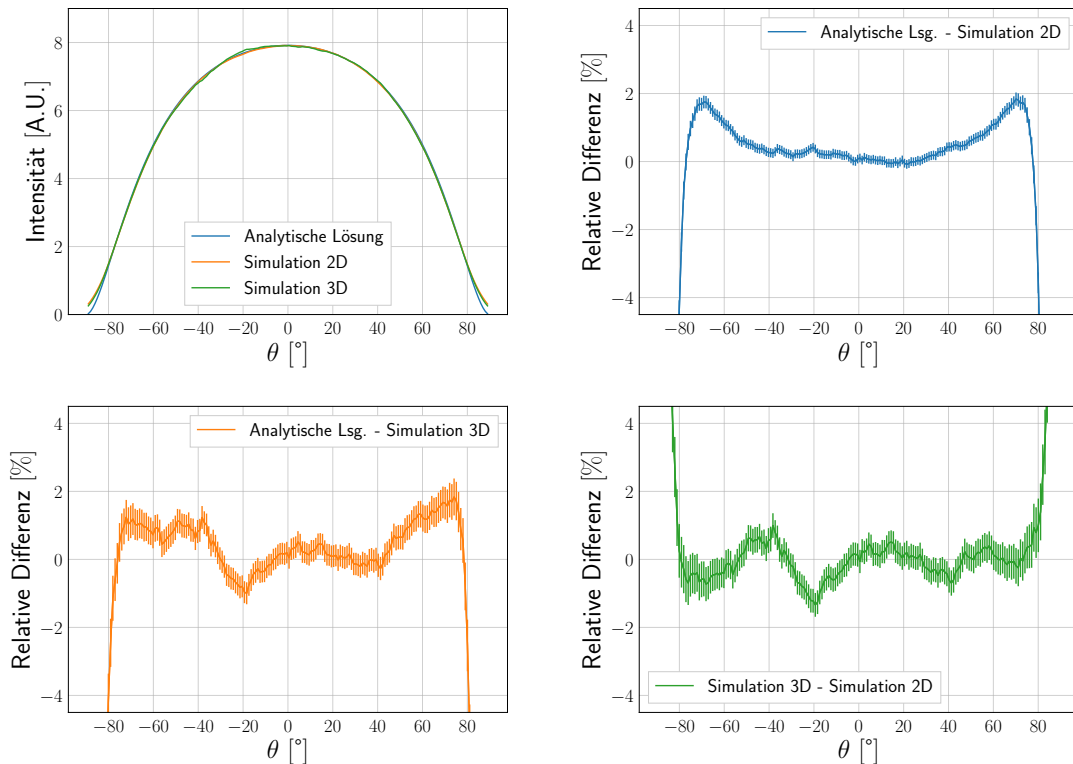 Intensität [A.U.]
8
6
4
2
0
−80 −60 −40 −20 0 20 40 60 80
θ [°]
Analytische Lösung
Simulation 2D
Simulation 3D
Relative Differenz [%]
4
2
0
−2
−4
−80 −60 −40 −20 0 20 40 60 80
θ [°]
Analytische Lsg. - Simulation 2D
Relative Differenz [%]
4
2
0
−2
−4
−80 −60 −40 −20 0 20 40 60 80
θ [°]
Analytische Lsg. - Simulation 3D
Relative Differenz [%]
4
2
0
−2
−4
−80 −60 −40 −20 0 20 40 60 80
θ [°]
Simulation 3D - Simulation 2D